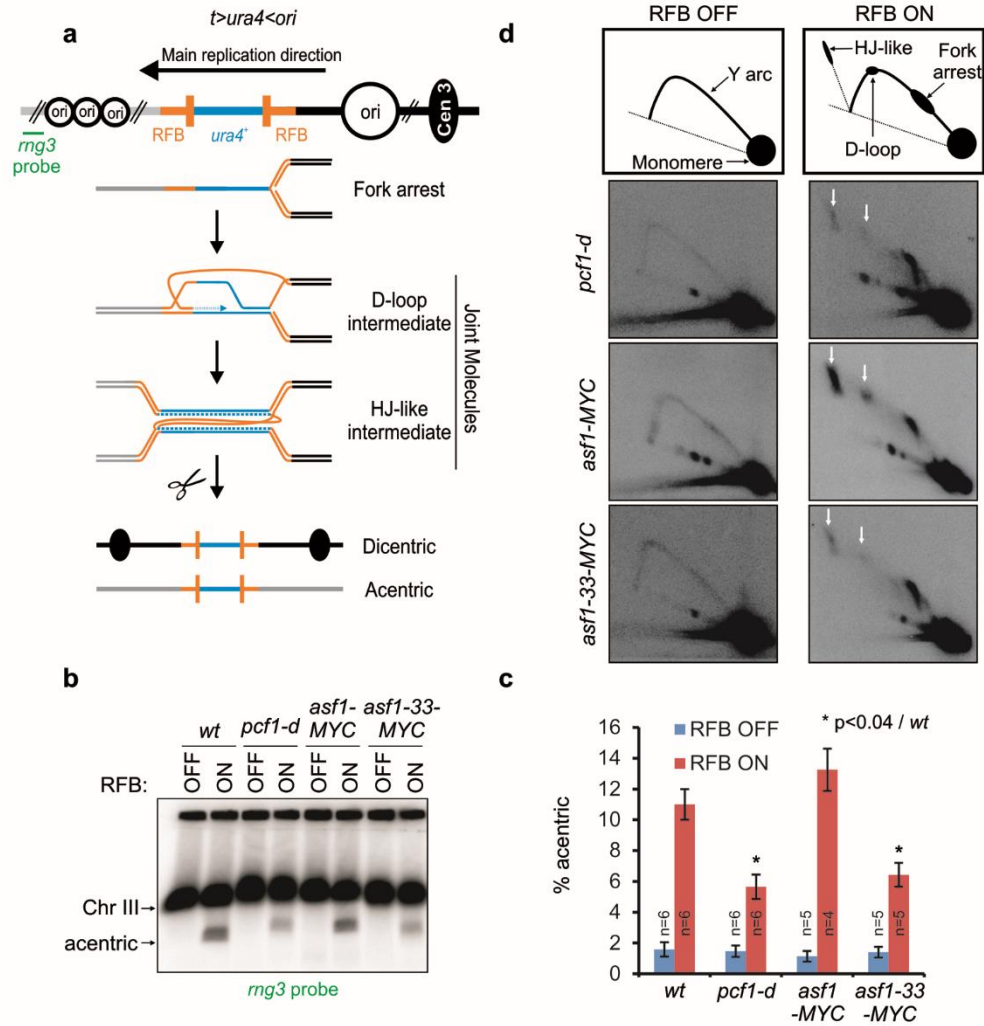 a
t>ura4<ori
Main replication direction
ori ori ori
RFB ura4+ RFB
ori
Cen 3
rng3
probe
Fork arrest
D-loop
intermediate
HJ-like
intermediate
Joint Molecules
Dicentric
Acentric
d
RFB OFF RFB ON
Y arc
Monomere
HJ-like
Fork
arrest
D-loop
pcf1-d
asf1-MYC
asf1-33-MYC
b
wt pcf1-d asf1-MYC asf1-33-MYC
RFB: OFF ON OFF ON OFF ON OFF ON
Chr III
acentric
rng3 probe
c
% acentric
16
14
12
10
8
6
4
2
0
RFB OFF
RFB ON
* p<0.04 / wt
* *
n=6 n=6 n=6 n=6 n=5 n=4 n=5 n=5
wt pcf1-d asf1 asf1-33
-MYC -MYC